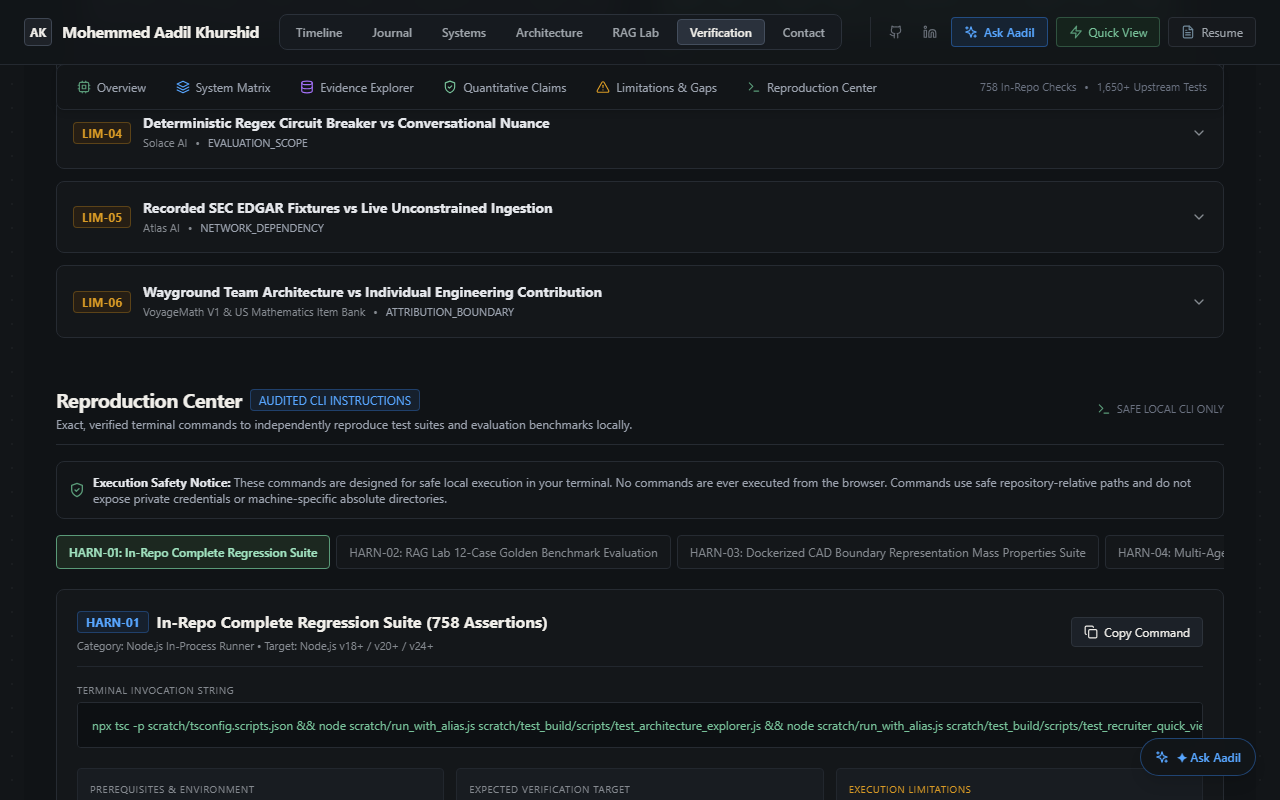 AK Mohemmed Aadil Khurshid Timeline Journal Systems Architecture RAG Lab Verification Contact Ask Aadil Quick View Resume
Overview System Matrix Evidence Explorer Quantitative Claims Limitations & Gaps Reproduction Center 758 In-Repo Checks • 1,650+ Upstream Tests
LIM-04 Deterministic Regex Circuit Breaker vs Conversational Nuance
Solace AI • EVALUATION_SCOPE
LIM-05 Recorded SEC EDGAR Fixtures vs Live Unconstrained Ingestion
Atlas AI • NETWORK_DEPENDENCY
LIM-06 Wayground Team Architecture vs Individual Engineering Contribution
VoyageMath V1 & US Mathematics Item Bank • ATTRIBUTION_BOUNDARY
Reproduction Center AUDITED CLI INSTRUCTIONS
Exact, verified terminal commands to independently reproduce test suites and evaluation benchmarks locally.
SAFE LOCAL CLI ONLY
Execution Safety Notice: These commands are designed for safe local execution in your terminal. No commands are ever executed from the browser. Commands use safe repository-relative paths and do not
expose private credentials or machine-specific absolute directories.
HARN-01: In-Repo Complete Regression Suite HARN-02: RAG Lab 12-Case Golden Benchmark Evaluation HARN-03: Dockerized CAD Boundary Representation Mass Properties Suite HARN-04: Multi-Age
HARN-01 In-Repo Complete Regression Suite (758 Assertions)
Category: Node.js In-Process Runner • Target: Node.js v18+ / v20+ / v24+
Copy Command
TERMINAL INVOCATION STRING
npx tsc -p scratch/tsconfig.scripts.json && node scratch/run_with_alias.js scratch/test_build/scripts/test_architecture_explorer.js && node scratch/run_with_alias.js scratch/test_build/scripts/test_recruiter_quick_vie
✦ Ask Aadil
PREREQUISITES & ENVIRONMENT EXPECTED VERIFICATION TARGET EXECUTION LIMITATIONS